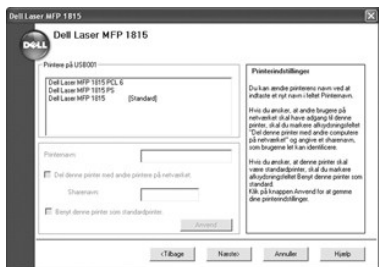 Dell Laser MFP 1815
DELL
Dell Laser MFP 1815
Printere på USB001
Dell Laser MFP 1815 PCL 6
Dell Laser MFP 1815 PS
Dell Laser MFP 1815 [Standard]
Printernavn:
Del denne printer med andre printere på netværket.
Sharenavn:
Benyt denne printer som standardprinter.
Anvend
Printerindstillinger
Du kan ændre printerens navn ved at
indtaste et nyt navn i feltet Printernavn.
Hvis du ønsker, at andre brugere på
netværket skal have adgang til denne
printer, skal du markere afkrydsningsfeltet
"Del denne printer med andre computere
på netværket" og angive et sharenavn,
som brugerne let kan identificere.
Hvis du ønsker, at denne printer skal
være standardprinter, skal du markere
afkrydsningsfeltet Benyt denne printer som
standard.
Klik på knappen Anvend for at gemme
dine printerindstillinger.
<Tilbage
Næste>
Annuller
Hjælp